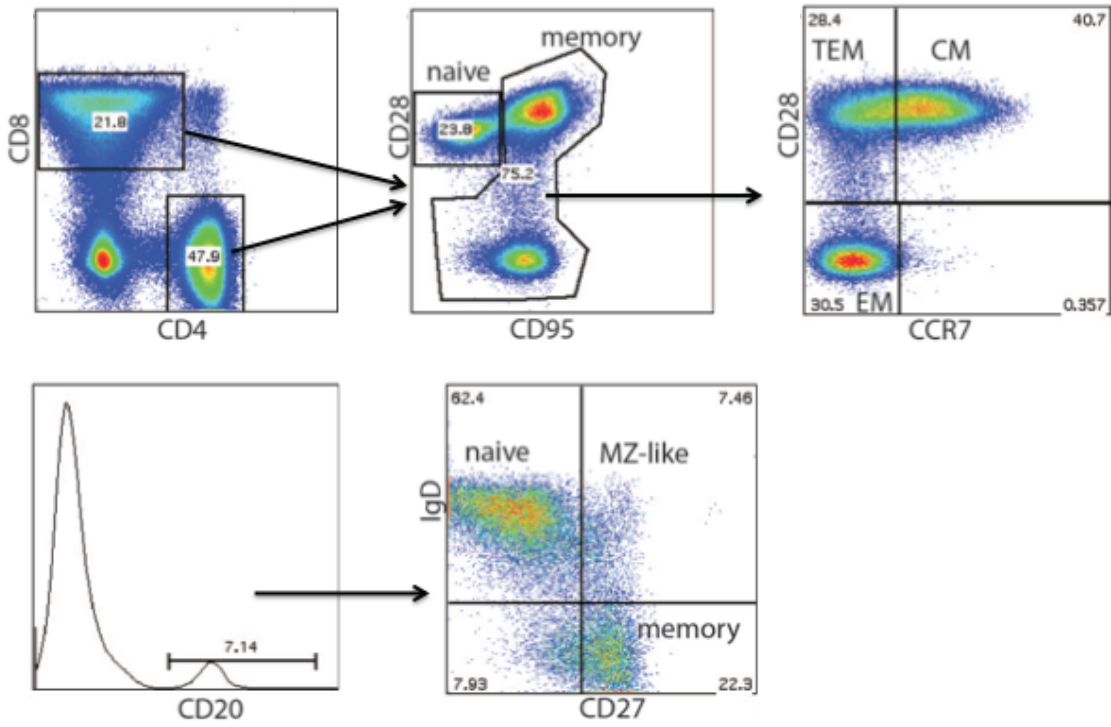 CD8
21.8
47.9
CD4
memory
naive
CD28
23.8
75.2
CD95
28.4
40.7
TEM
CM
CD28
30.5
EM
0.357
CCR7
7.14
CD20
62.4
7.46
naive
MZ-like
IgD
memory
7.93
22.3
CD27